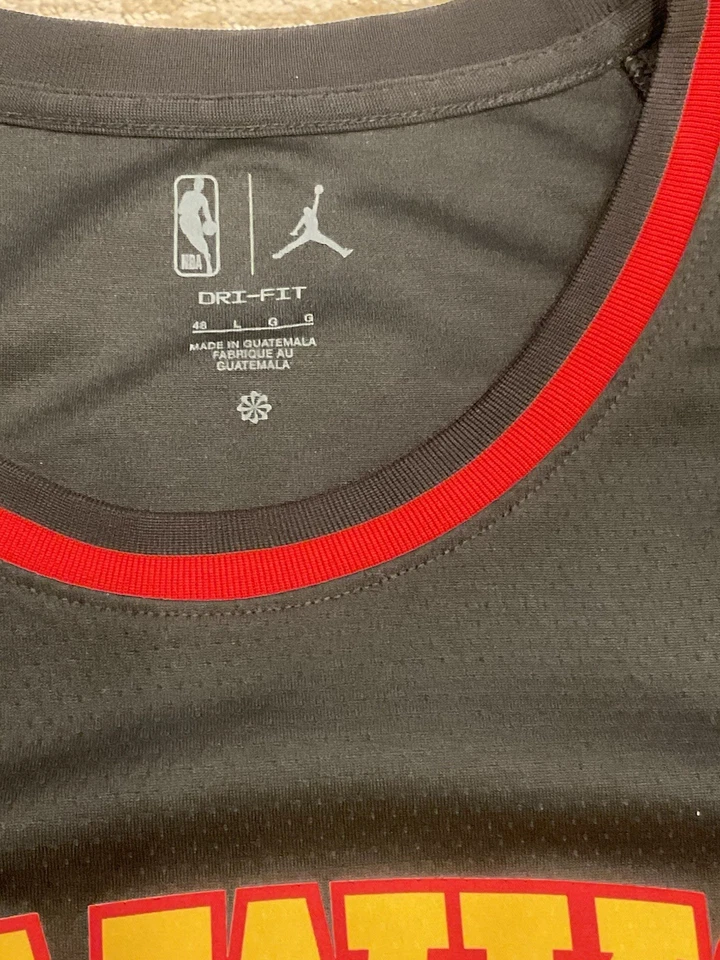 NBA
DRI-FIT
48 L G G
MADE IN GUATEMALA
FABRIQUE AU
GUATEMALA